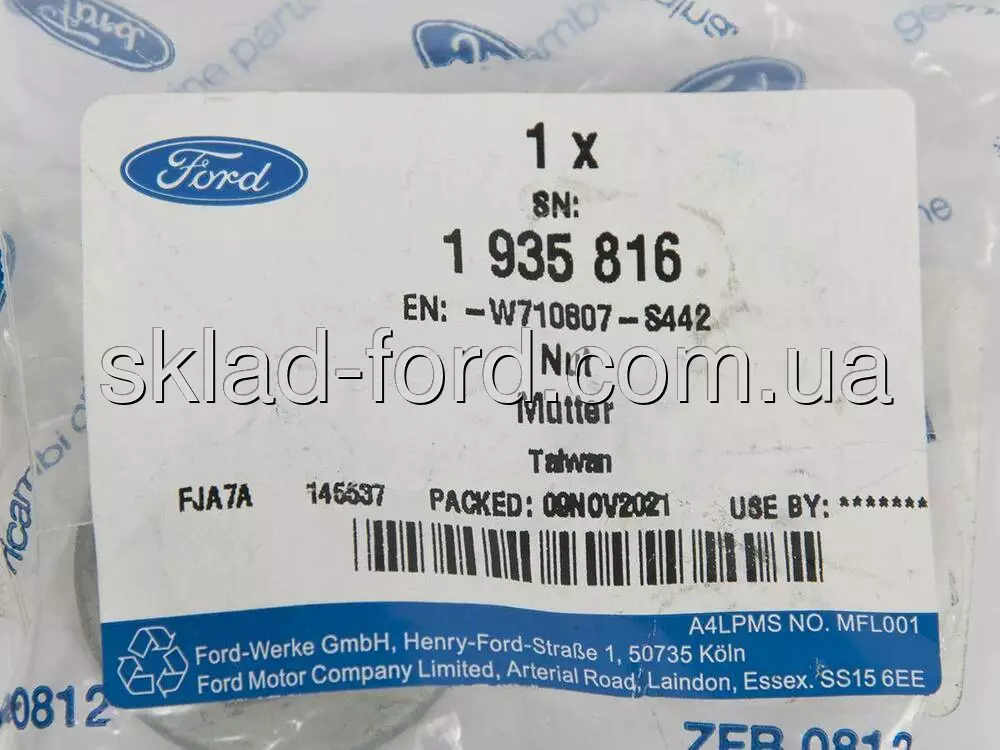 Ford
1 x
SN:
1 935 816
EN: -W710807-S442
Nut
sklad-ford.com.ua
Mutter
Taiwan
FJA7A 145537 PACKED: 09NOV2021 USE BY: *******
A4LPMS NO. MFL001
Ford-Werke GmbH, Henry-Ford-Straße 1, 50735 Köln
Ford Motor Company Limited, Arterial Road, Laindon, Essex. SS15 6EE
0812